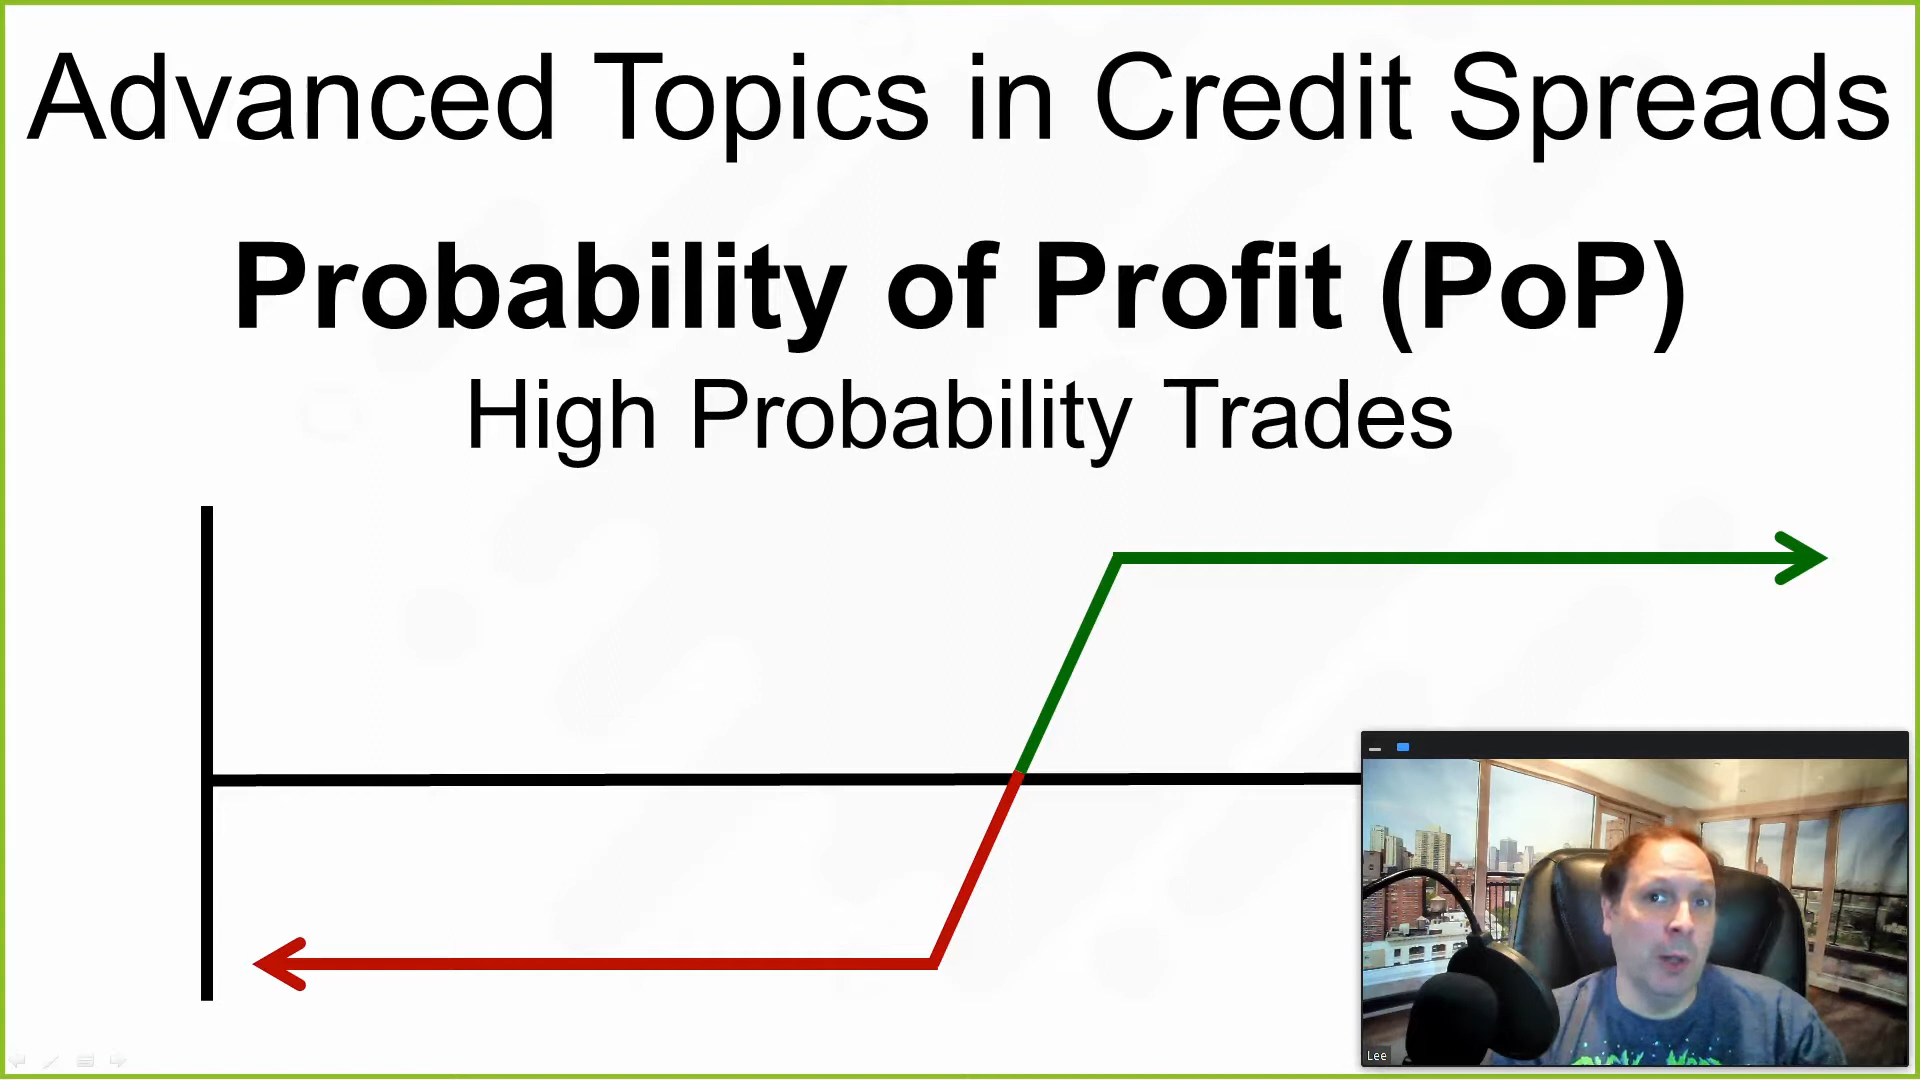 Advanced Topics in Credit Spreads
Probability of Profit (PoP)
High Probability Trades
Lee